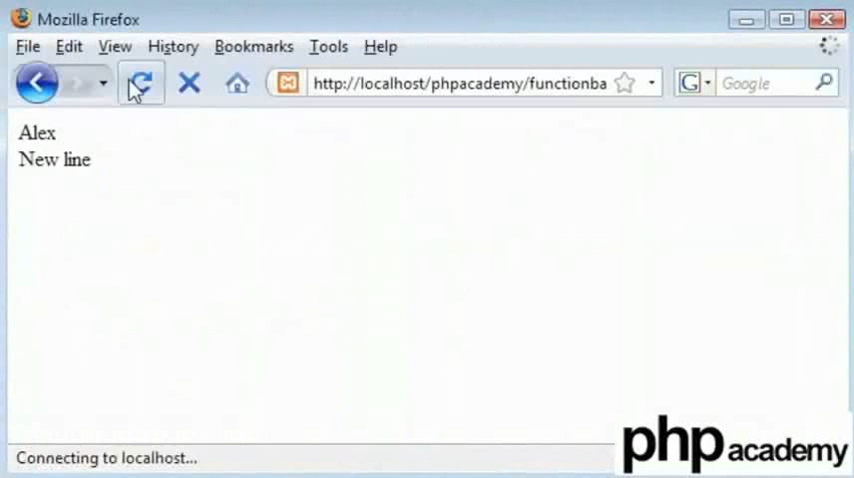 Mozilla Firefox
File Edit View History Bookmarks Tools Help
http://localhost/phpacademy/functionba G Google
Alex
New line
Connecting to localhost...
php academy